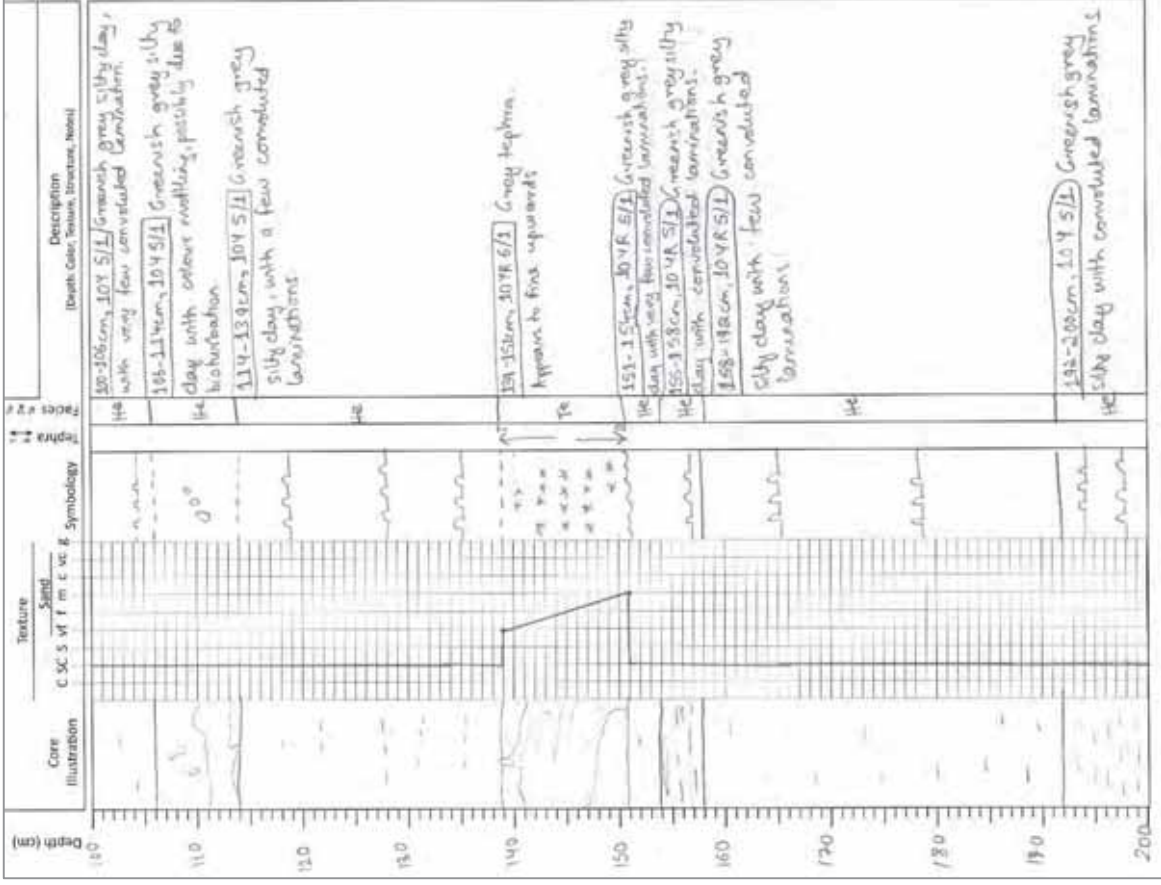 Depth (cm)
Core
Illustration
Texture
Sand
C SC S vf f m c vc g
Symbology
Tephra
Facies
Description
(Depth: Color, Texture, Structure, Notes)
110
120
130
140
150
160
170
180
190
200
He
He
He
Te
He
He
He
He
100-106cm, 10Y 5/1 Greenish grey silty clay,
with very few convoluted lamination.
106-114cm, 10Y 5/1 Greenish grey silty
clay with colour mottling, possibly due to
bioturbation
114-139cm, 10Y 5/1 Greenish grey
silty clay, with a few convoluted
laminations.
10YR 6/1 Grey tephra.
Appears to fine upwards
10YR 5/1 Greenish grey silty
clay with very few convoluted laminations.
155-158cm, 10YR 5/1 Greenish grey silty
clay with convoluted laminations.
158-192cm, 10YR 5/1 Greenish grey
silty clay with few convoluted
laminations
192-200cm, 10Y 5/1 Greenish grey
silty clay with convoluted laminations